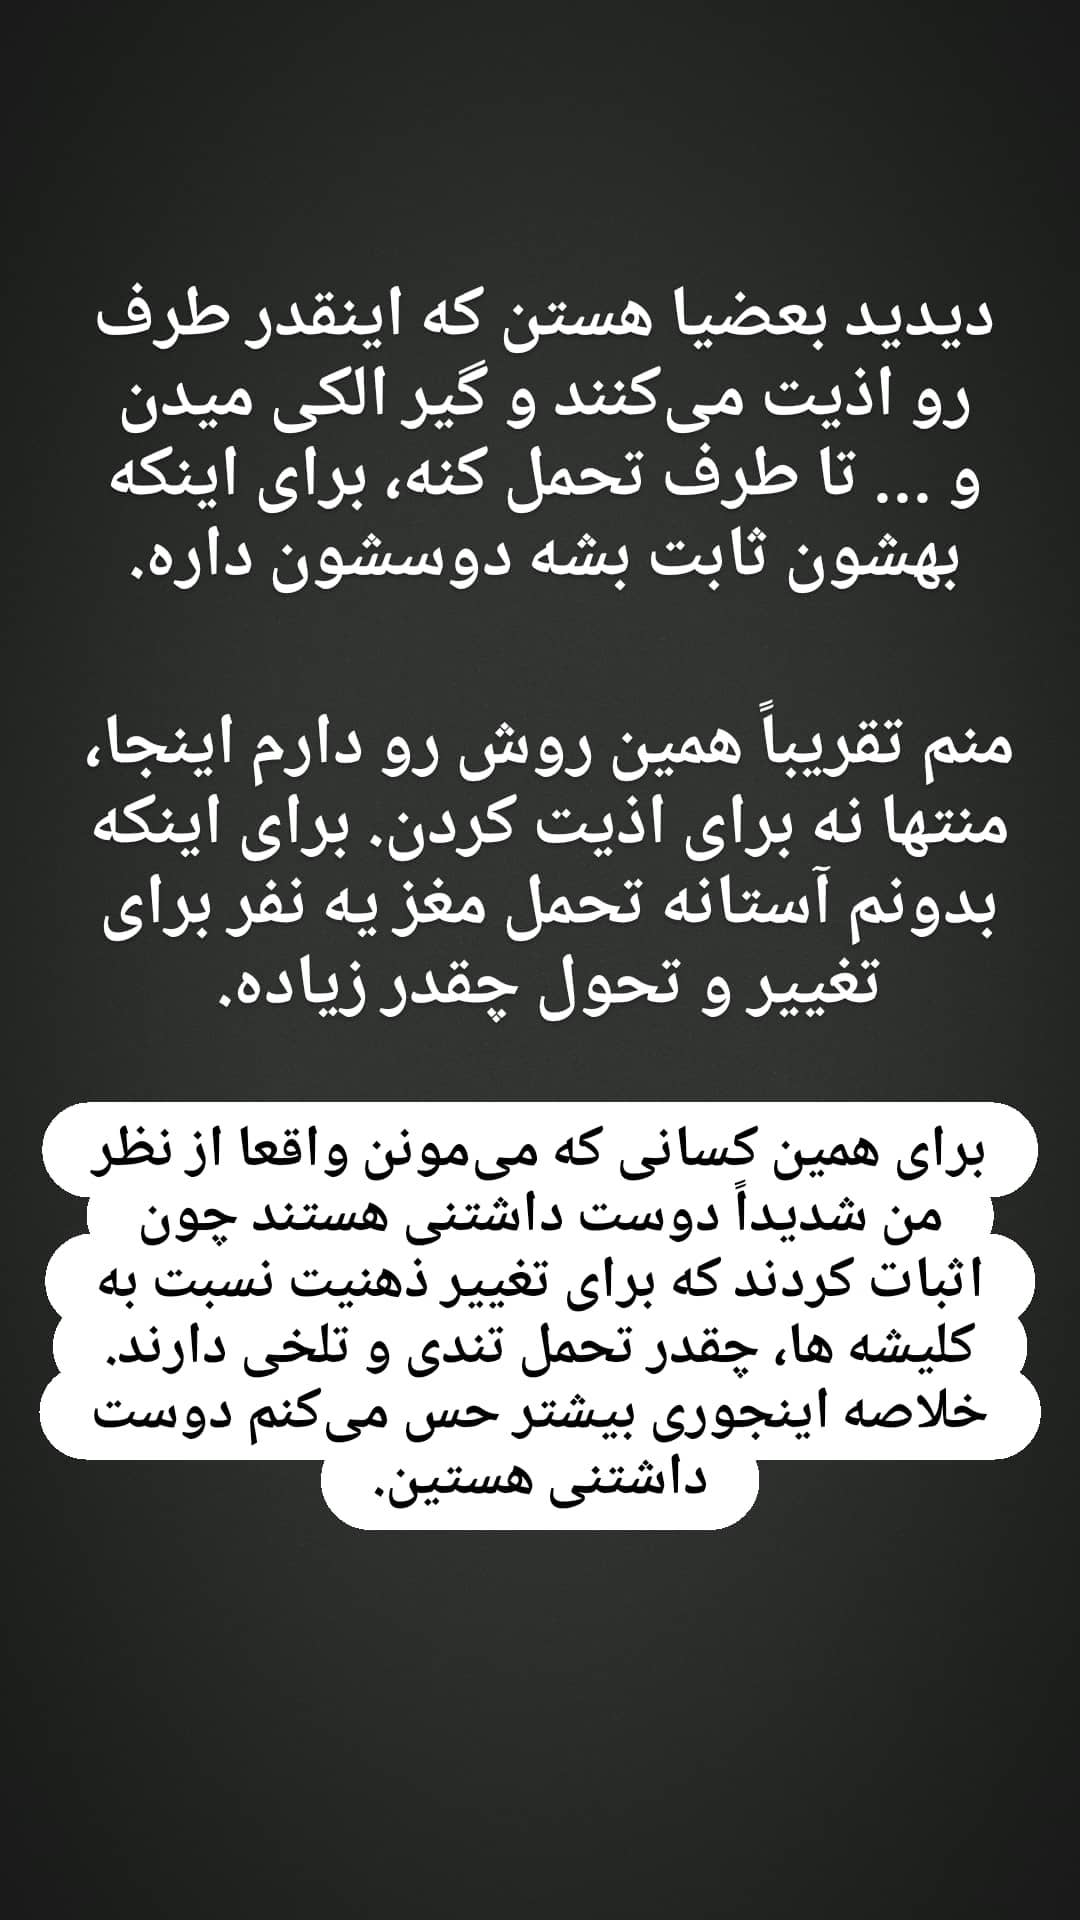 دیدید بعضیا هستن که اینقدر طرف
رو اذیت می‌کنند و گیر الکی میدن
و ... تا طرف تحمل کنه، برای اینکه
بهشون ثابت بشه دوسشون داره.
منم تقریباً همین روش رو دارم اینجا،
منتها نه برای اذیت کردن. برای اینکه
بدونم آستانه تحمل مغز یه نفر برای
تغییر و تحول چقدر زیاده.
برای همین کسانی که می‌مونن واقعا از نظر
من شدیداً دوست داشتنی هستند چون
اثبات کردند که برای تغییر ذهنیت نسبت به
کلیشه ها، چقدر تحمل تندی و تلخی دارند.
خلاصه اینجوری بیشتر حس می‌کنم دوست
داشتنی هستین.